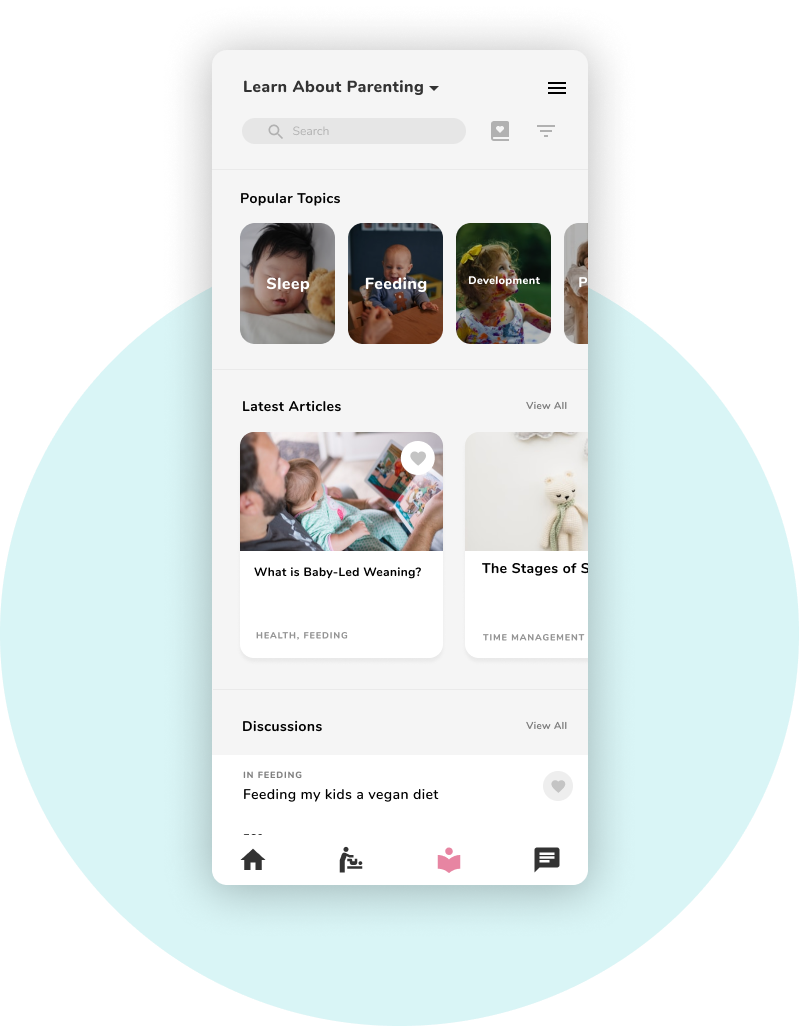 Learn About Parenting
Search
Popular Topics
Sleep
Feeding
Development
P
Latest Articles
View All
What is Baby-Led Weaning?
HEALTH, FEEDING
The Stages of S
TIME MANAGEMENT
Discussions
View All
IN FEEDING
Feeding my kids a vegan diet